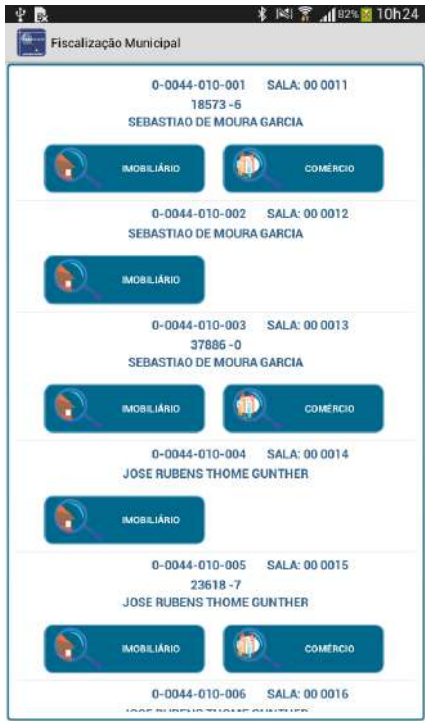 82% 10h24
Fiscalização Municipal
0-0044-010-001 SALA: 00 0011
18573 -6
SEBASTIAO DE MOURA GARCIA
IMOBILIÁRIO COMÉRCIO
0-0044-010-002 SALA: 00 0012
SEBASTIAO DE MOURA GARCIA
IMOBILIÁRIO
0-0044-010-003 SALA: 00 0013
37886 -0
SEBASTIAO DE MOURA GARCIA
IMOBILIÁRIO COMÉRCIO
0-0044-010-004 SALA: 00 0014
JOSE RUBENS THOME GUNTHER
IMOBILIÁRIO
0-0044-010-005 SALA: 00 0015
23618 -7
JOSE RUBENS THOME GUNTHER
IMOBILIÁRIO COMÉRCIO
0-0044-010-006 SALA: 00 0016